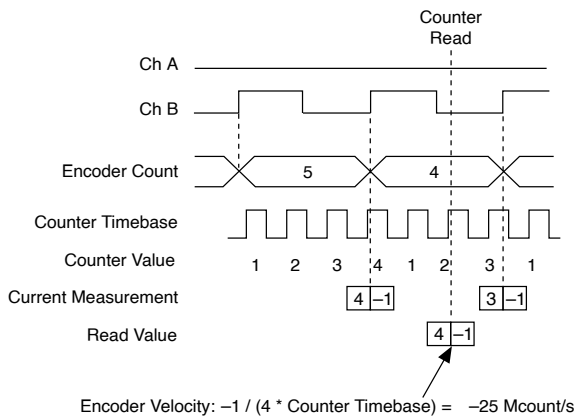 Counter
Read
Ch A
Ch B
Encoder Count 5 4
Counter Timebase
Counter Value 1 2 3 4 1 2 3 1
Current Measurement 4 –1 3 –1
Read Value 4 –1
Encoder Velocity: –1 / (4 * Counter Timebase) = –25 Mcount/s